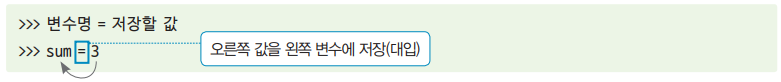 >>> 변수명 = 저장할 값
>>> sum = 3
오른쪽 값을 왼쪽 변수에 저장(대입)